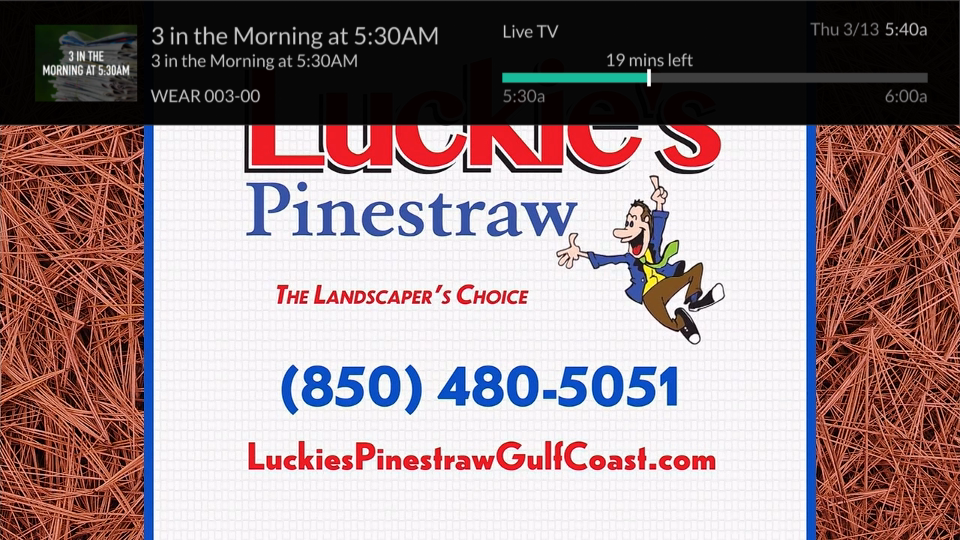 3 in the Morning at 5:30AM
3 in the Morning at 5:30AM
WEAR 003-00
3 IN THE
MORNING AT 5:30AM
Live TV
Thu 3/13 5:40a
19 mins left
5:30a
6:00a
Luckie's
Pinestraw
The Landscaper's Choice
(850) 480-5051
LuckiesPinestrawGulfCoast.com